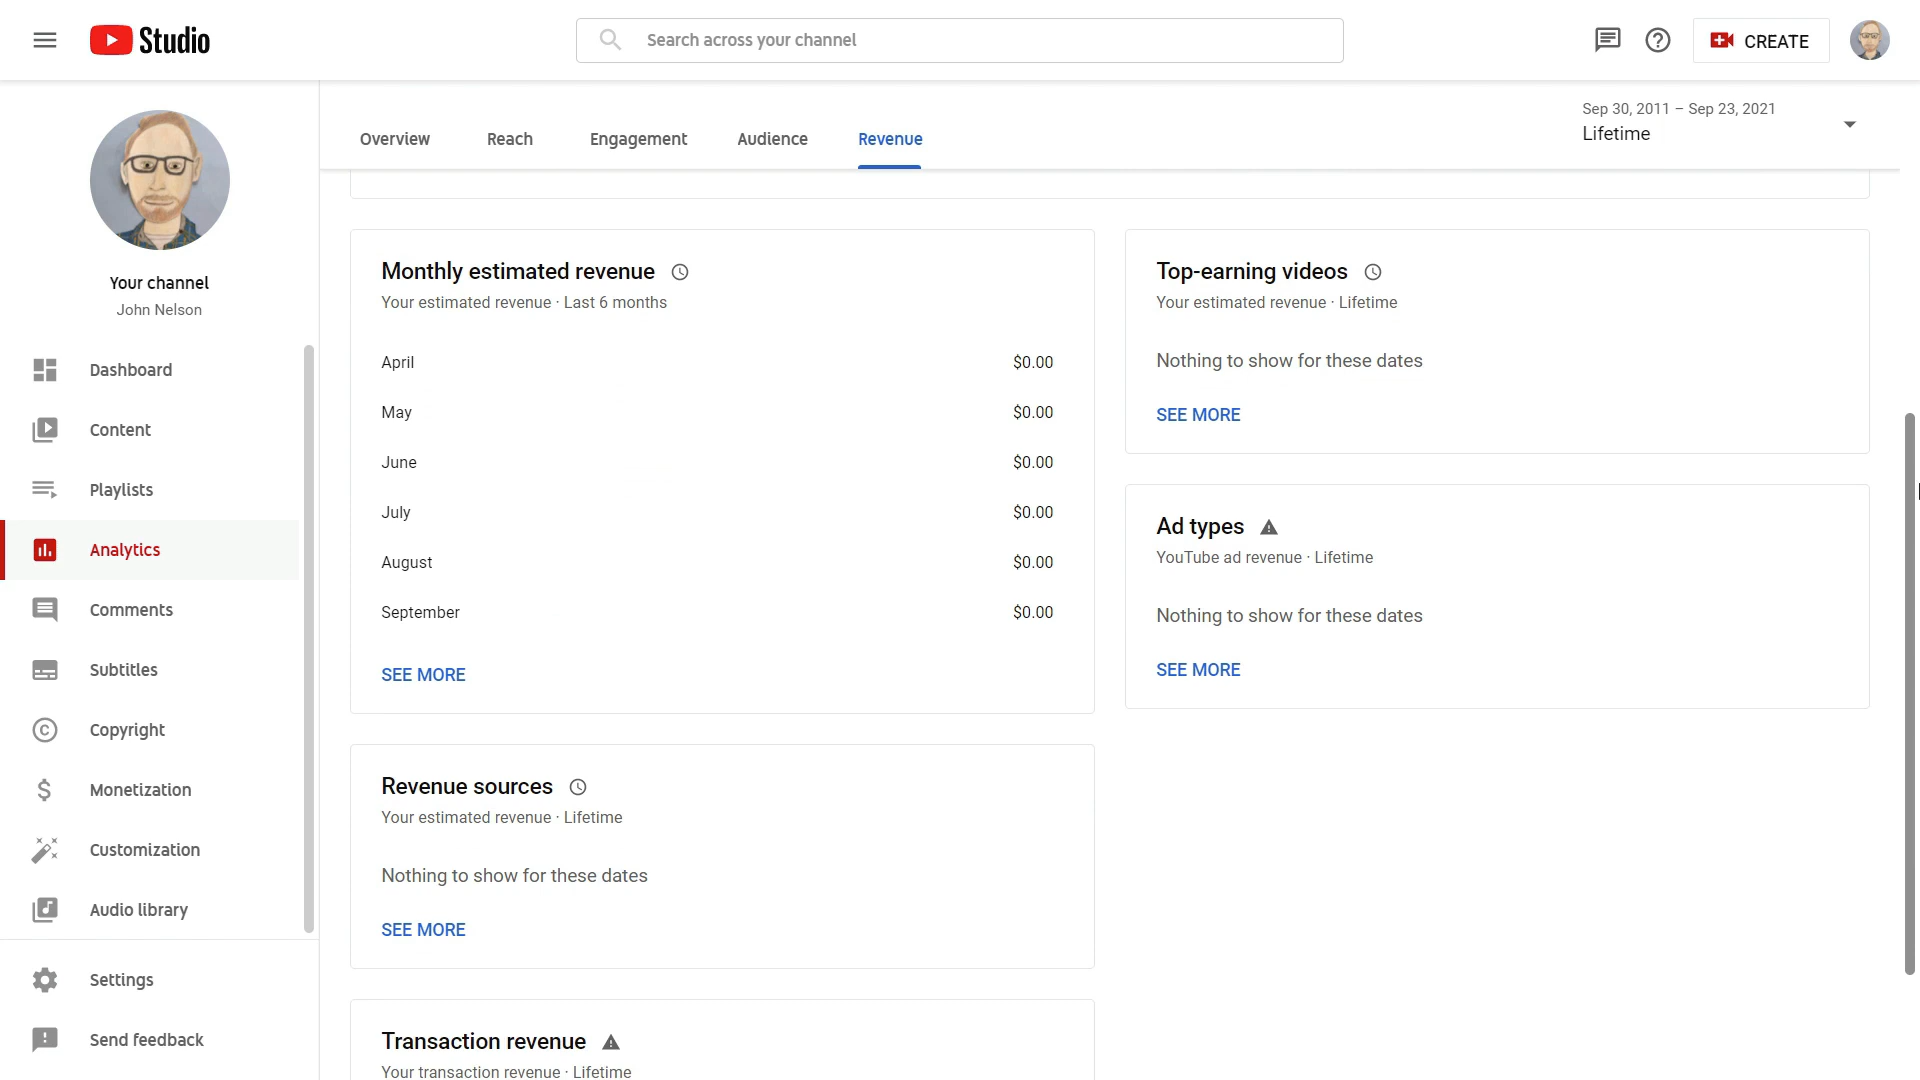 Studio
Search across your channel
CREATE
Your channel
John Nelson
Dashboard
Content
Playlists
Analytics
Comments
Subtitles
Copyright
Monetization
Customization
Audio library
Settings
Send feedback
Overview
Reach
Engagement
Audience
Revenue
Sep 30, 2011 – Sep 23, 2021
Lifetime
Monthly estimated revenue
Your estimated revenue · Last 6 months
April $0.00
May $0.00
June $0.00
July $0.00
August $0.00
September $0.00
SEE MORE
Top-earning videos
Your estimated revenue · Lifetime
Nothing to show for these dates
SEE MORE
Ad types
YouTube ad revenue · Lifetime
Nothing to show for these dates
SEE MORE
Revenue sources
Your estimated revenue · Lifetime
Nothing to show for these dates
SEE MORE
Transaction revenue
Your transaction revenue · Lifetime